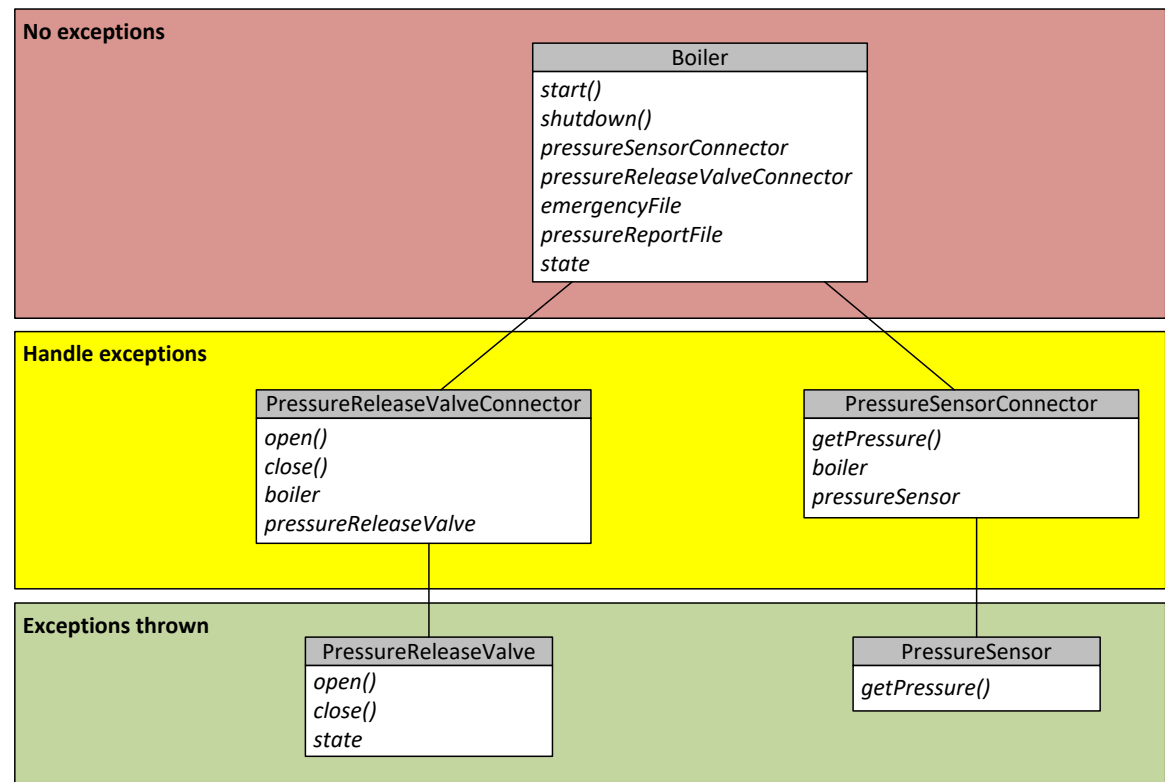 No exceptions
Boiler
start()
shutdown()
pressureSensorConnector
pressureReleaseValveConnector
emergencyFile
pressureReportFile
state
Handle exceptions
PressureReleaseValveConnector
open()
close()
boiler
pressureReleaseValve
PressureSensorConnector
getPressure()
boiler
pressureSensor
Exceptions thrown
PressureReleaseValve
open()
close()
state
PressureSensor
getPressure()